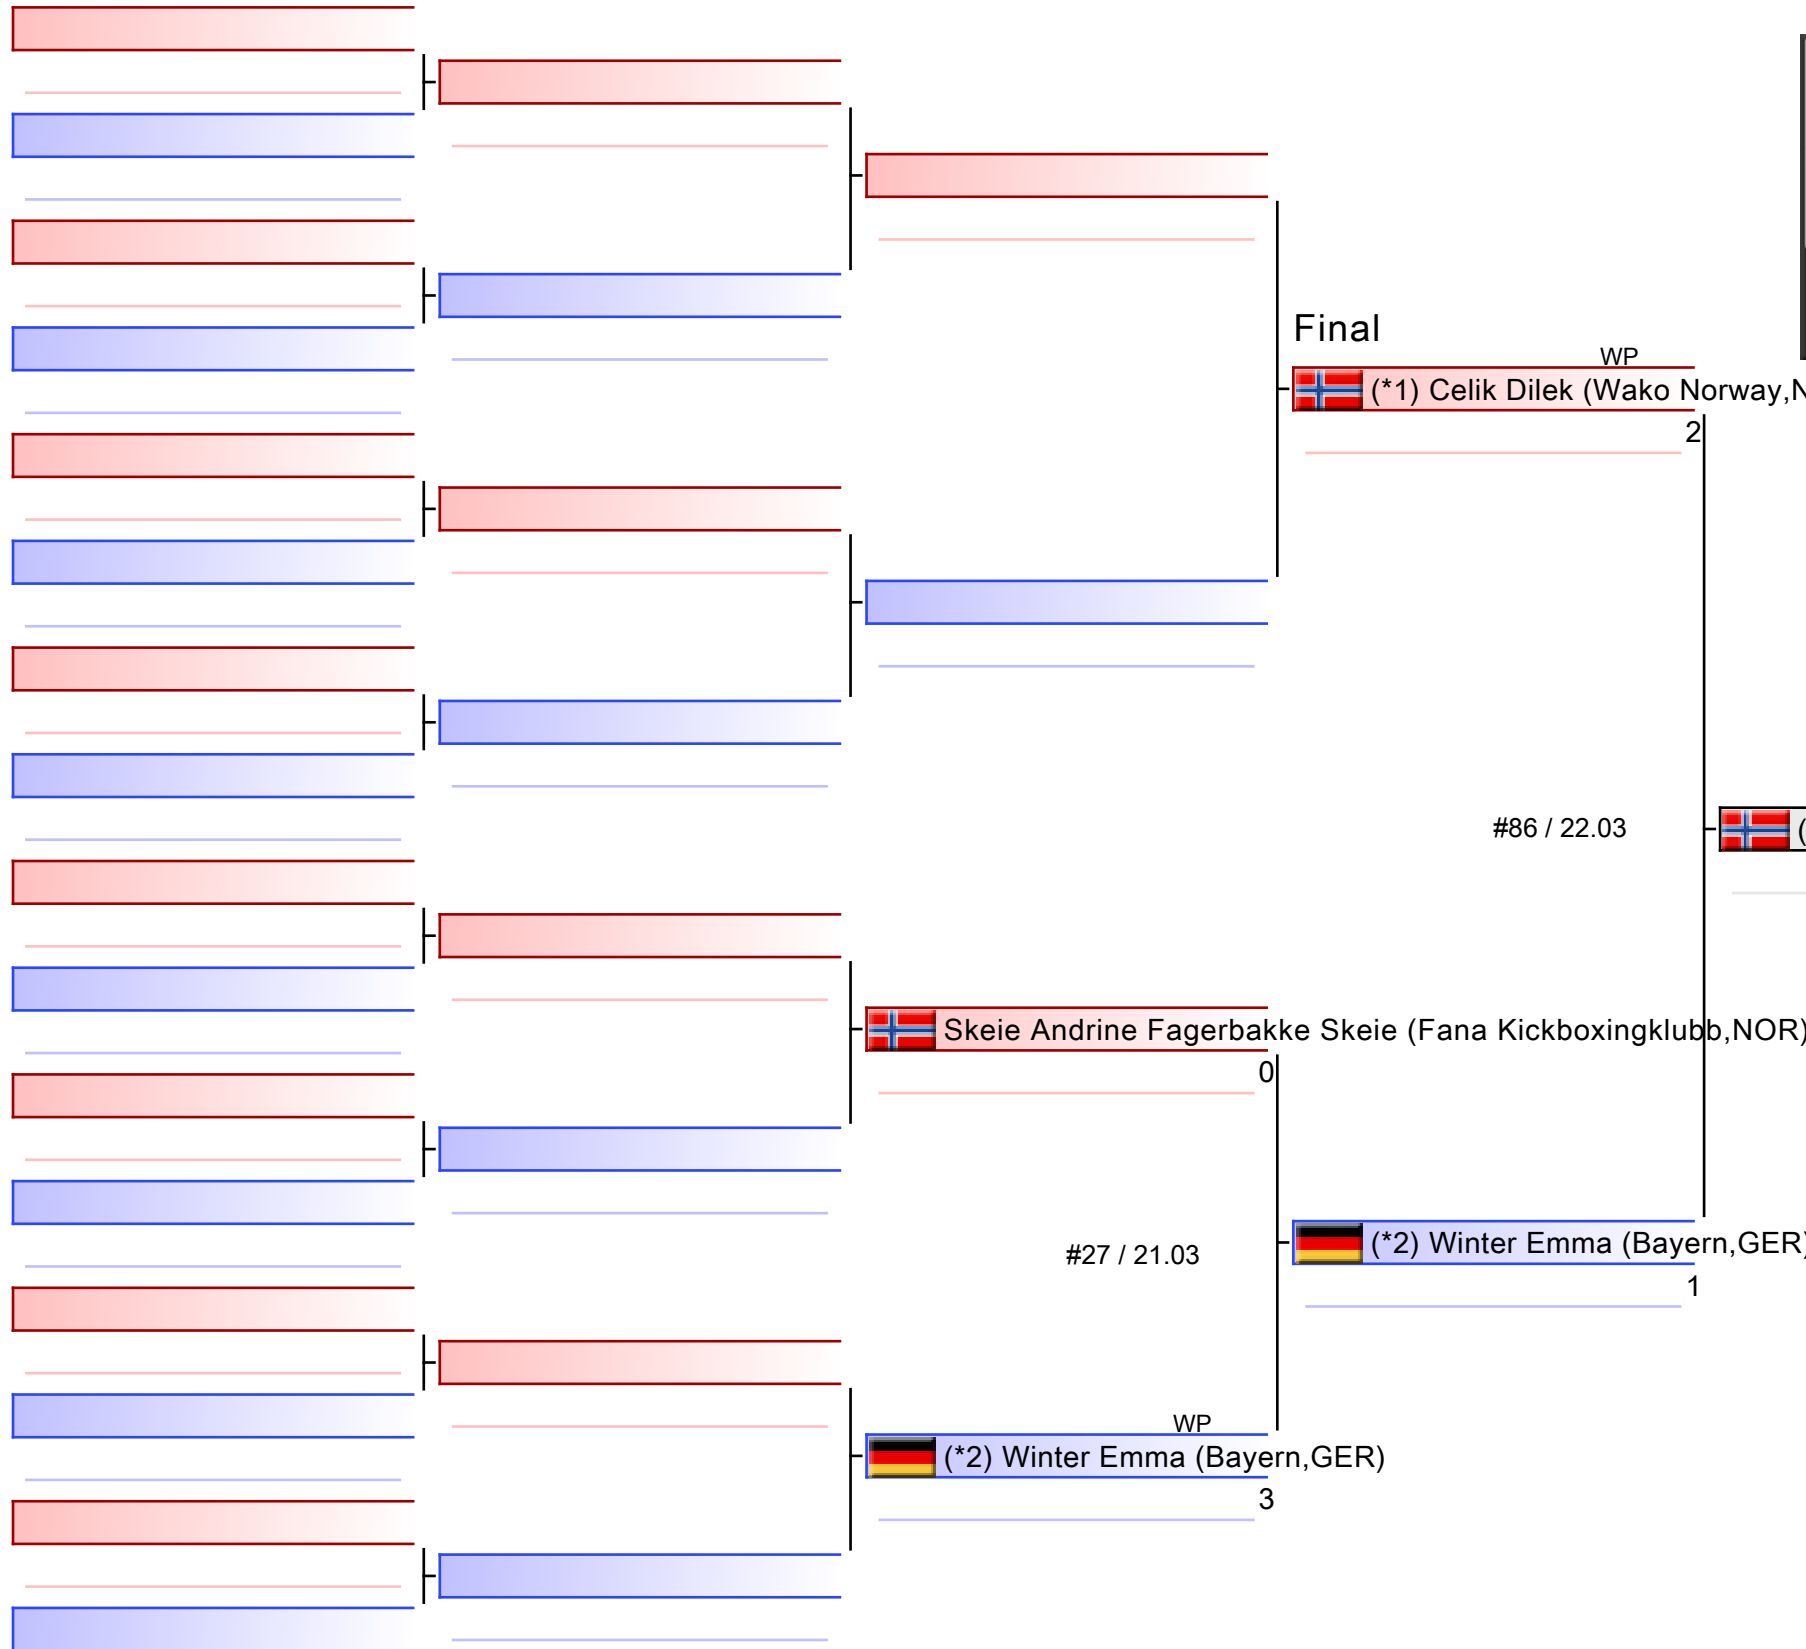 Final
WP
(*1) Celik Dilek (Wako Norway,N
2
#86 / 22.03
(
Skeie Andrine Fagerbakke Skeie (Fana Kickboxingklubb,NOR)
0
#27 / 21.03
(*2) Winter Emma (Bayern,GER)
1
WP
(*2) Winter Emma (Bayern,GER)
3